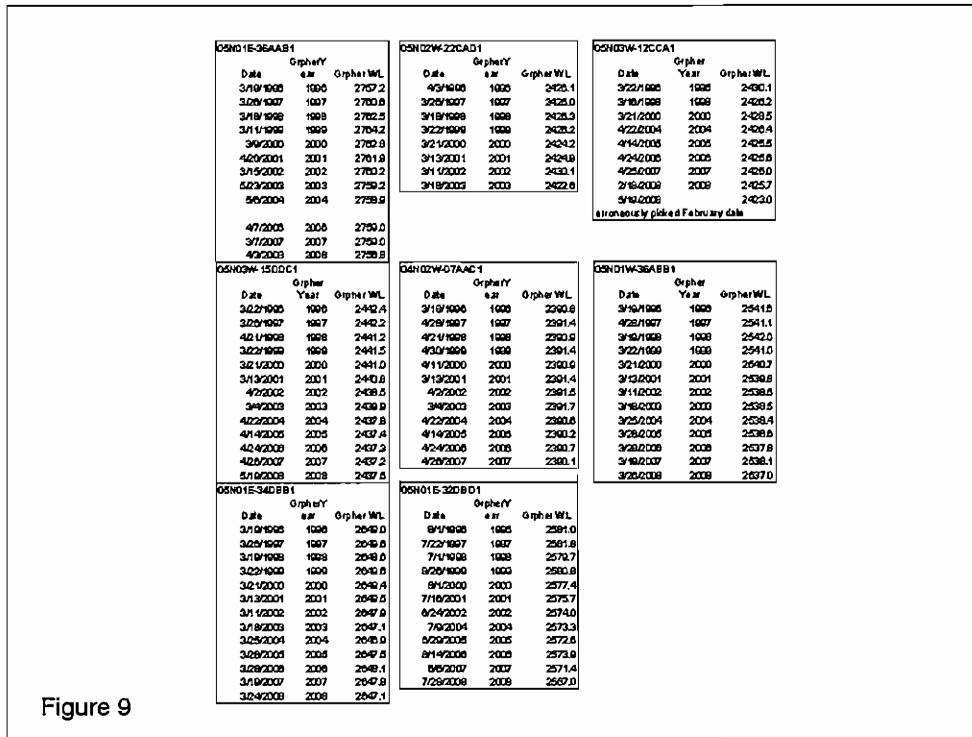 05N01E-36AAB1
GrpherY
Date ear GrpherWL
3/19/1996 1996 2757.2
3/26/1997 1997 2760.6
3/18/1998 1998 2762.5
3/11/1999 1999 2764.2
3/9/2000 2000 2762.8
4/20/2001 2001 2761.9
3/15/2002 2002 2760.2
5/23/2003 2003 2759.2
5/6/2004 2004 2758.9
4/7/2006 2006 2759.0
3/7/2007 2007 2759.0
4/3/2008 2008 2758.8
05N02W-22CAD1
GrpherY
Date ear GrpherWL
4/3/1996 1996 2426.1
3/26/1997 1997 2425.0
3/18/1998 1998 2425.3
3/22/1999 1999 2426.2
3/21/2000 2000 2424.2
3/13/2001 2001 2424.9
3/11/2002 2002 2430.1
3/18/2003 2003 2422.6
05N03W-12CCA1
Grpher
Date Year GrpherWL
3/22/1996 1996 2430.1
3/16/1998 1998 2426.2
3/21/2000 2000 2428.5
4/22/2004 2004 2426.4
4/14/2005 2005 2425.5
4/24/2006 2006 2425.6
4/25/2007 2007 2426.0
2/19/2008 2008 2425.7
5/19/2008 2423.0
erroneously picked February data
05N03W-15DDC1
Grpher
Date Year GrpherWL
3/22/1996 1996 2442.4
3/26/1997 1997 2442.2
4/21/1998 1998 2441.2
3/22/1999 1999 2441.5
3/21/2000 2000 2441.0
3/13/2001 2001 2440.8
4/2/2002 2002 2438.5
3/4/2003 2003 2439.9
4/22/2004 2004 2437.8
4/14/2005 2005 2437.4
4/24/2006 2006 2437.3
4/26/2007 2007 2437.2
5/19/2008 2008 2437.5
04N02W-07AAC1
GrpherY
Date ear GrpherWL
3/18/1996 1996 2390.8
4/28/1997 1997 2391.4
4/21/1998 1998 2390.9
4/30/1999 1999 2391.4
4/11/2000 2000 2390.9
3/13/2001 2001 2391.4
4/2/2002 2002 2391.5
3/4/2003 2003 2391.7
4/22/2004 2004 2390.6
4/14/2005 2005 2390.2
4/24/2006 2006 2390.7
4/26/2007 2007 2390.1
05N01W-36ABB1
Grpher
Date Year GrpherWL
3/19/1996 1996 2541.6
4/28/1997 1997 2541.1
3/19/1998 1998 2542.0
3/22/1999 1999 2541.0
3/21/2000 2000 2540.7
3/13/2001 2001 2539.8
3/11/2002 2002 2538.6
3/18/2003 2003 2538.5
3/25/2004 2004 2538.4
3/28/2005 2005 2538.6
3/28/2006 2006 2537.8
3/19/2007 2007 2538.1
3/26/2008 2008 2537.0
05N01E-34DBB1
GrpherY
Date ear GrpherWL
3/19/1996 1996 2649.0
3/26/1997 1997 2649.6
3/19/1998 1998 2648.6
3/22/1999 1999 2649.6
3/21/2000 2000 2649.4
3/13/2001 2001 2649.5
3/11/2002 2002 2647.9
3/18/2003 2003 2647.1
3/25/2004 2004 2646.9
3/28/2005 2005 2647.5
3/28/2006 2006 2648.1
3/19/2007 2007 2647.8
3/24/2008 2008 2647.1
05N01E-32DBD1
GrpherY
Date ear GrpherWL
8/1/1996 1996 2581.0
7/22/1997 1997 2581.8
7/1/1998 1998 2579.7
8/26/1999 1999 2580.8
8/1/2000 2000 2577.4
7/16/2001 2001 2575.7
6/24/2002 2002 2574.0
7/9/2004 2004 2573.3
6/29/2005 2005 2572.6
8/14/2006 2006 2573.9
6/6/2007 2007 2571.4
7/29/2008 2008 2567.0
Figure 9